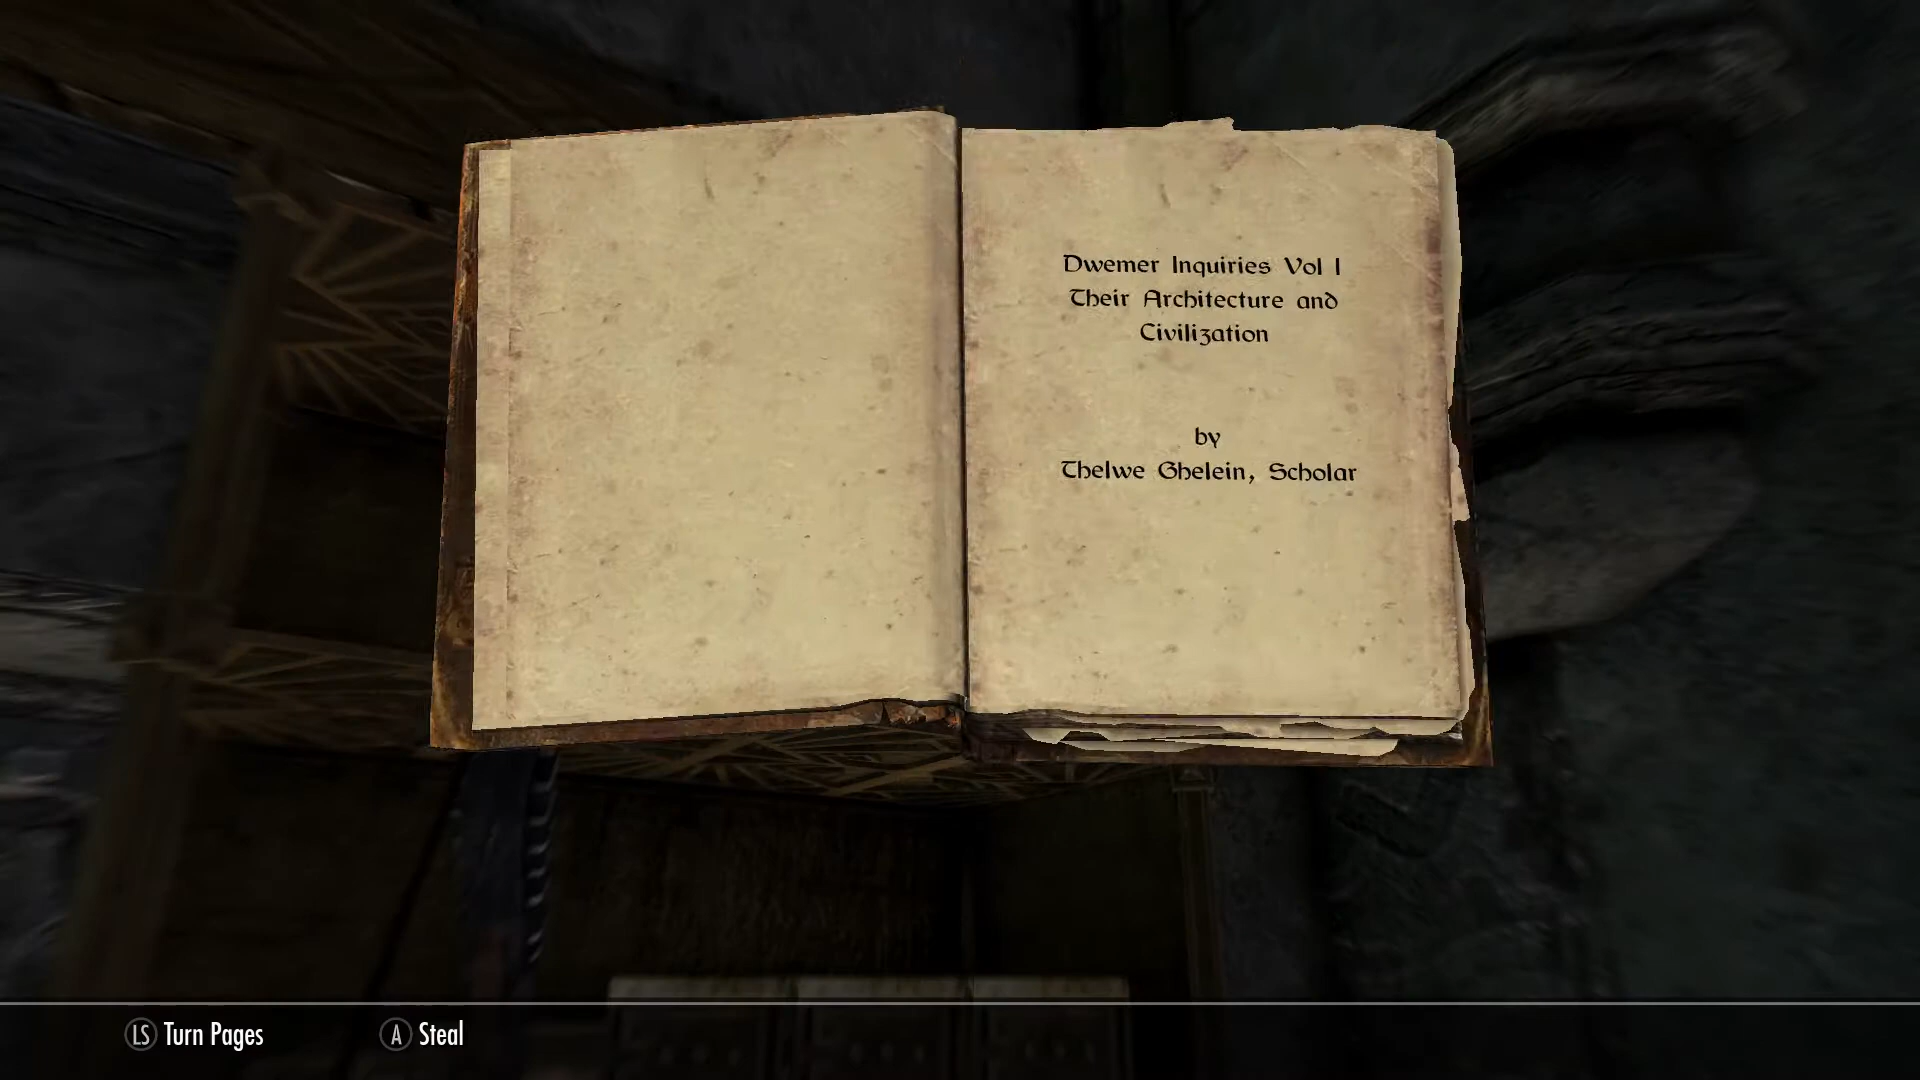 Dwemer Inquiries Vol I
Their Architecture and
Civilization
by
Thelwe Ghelein, Scholar
LS Turn Pages
A Steal